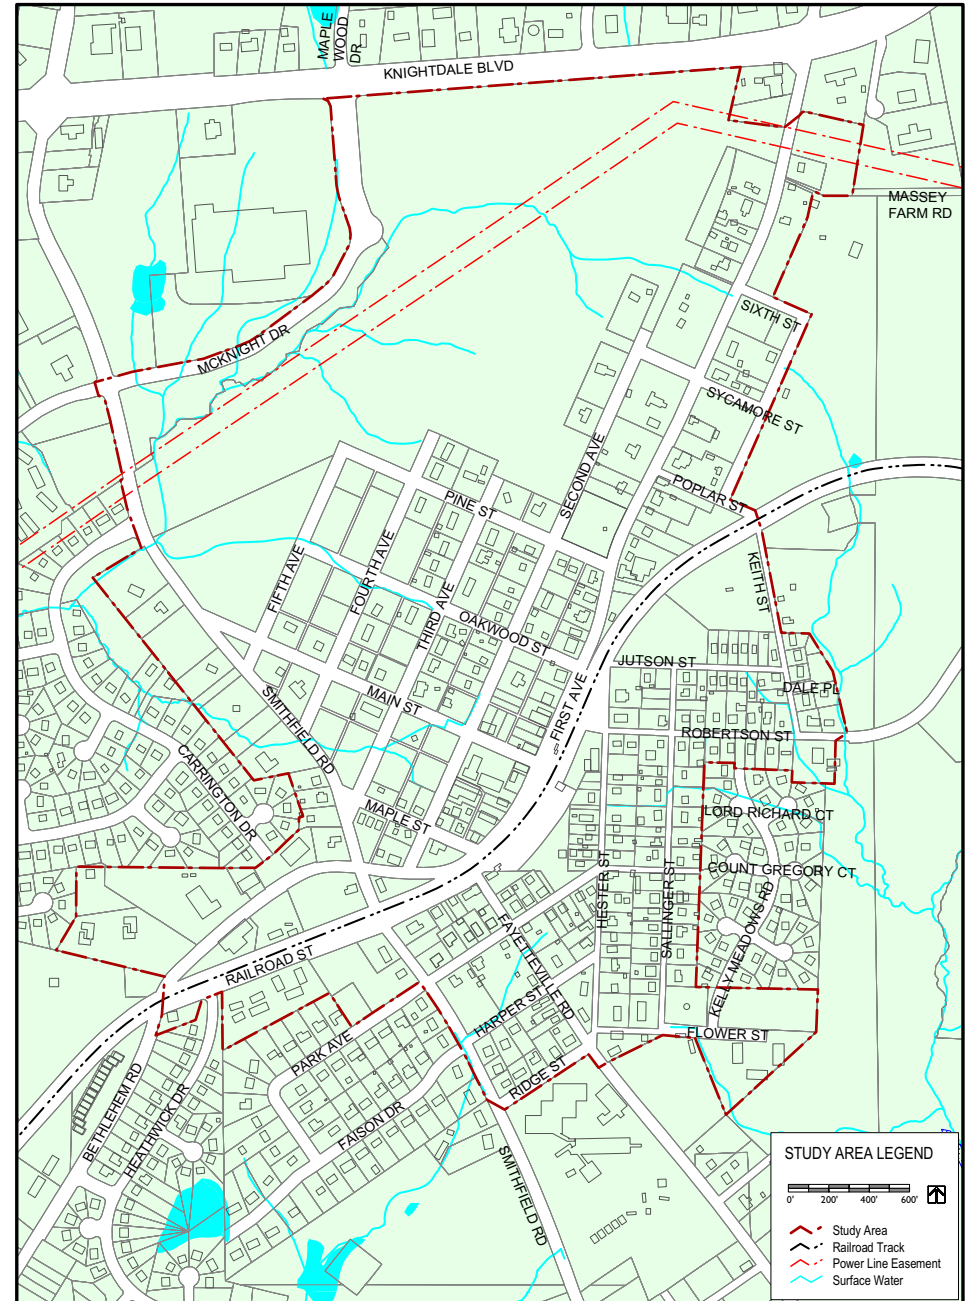 MAPLE
WOOD
DR
KNIGHTDALE BLVD
MASSEY
FARM RD
SIXTH ST
MCKNIGHT DR
SYCAMORE ST
SECOND AVE
POPLAR ST
PINE ST
KEITH ST
FIFTH AVE
FOURTH AVE
THIRD AVE
OAKWOOD ST
JUTSON ST
DALE PL
MAIN ST
FIRST AVE
SMITHFIELD RD
ROBERTSON ST
CARRINGTON DR
MAPLE ST
LORD RICHARD CT
COUNT GREGORY CT
HESTER ST
SALLINGER ST
KELLY MEADOWS RD
FAYETTEVILLE RD
RAILROAD ST
HARPER ST
FLOWER ST
PARK AVE
RIDGE ST
BETHLEHEM RD
HEATHWICK DR
FAISON DR
SMITHFIELD RD
STUDY AREA LEGEND
0' 200' 400' 600'
Study Area
Railroad Track
Power Line Easement
Surface Water